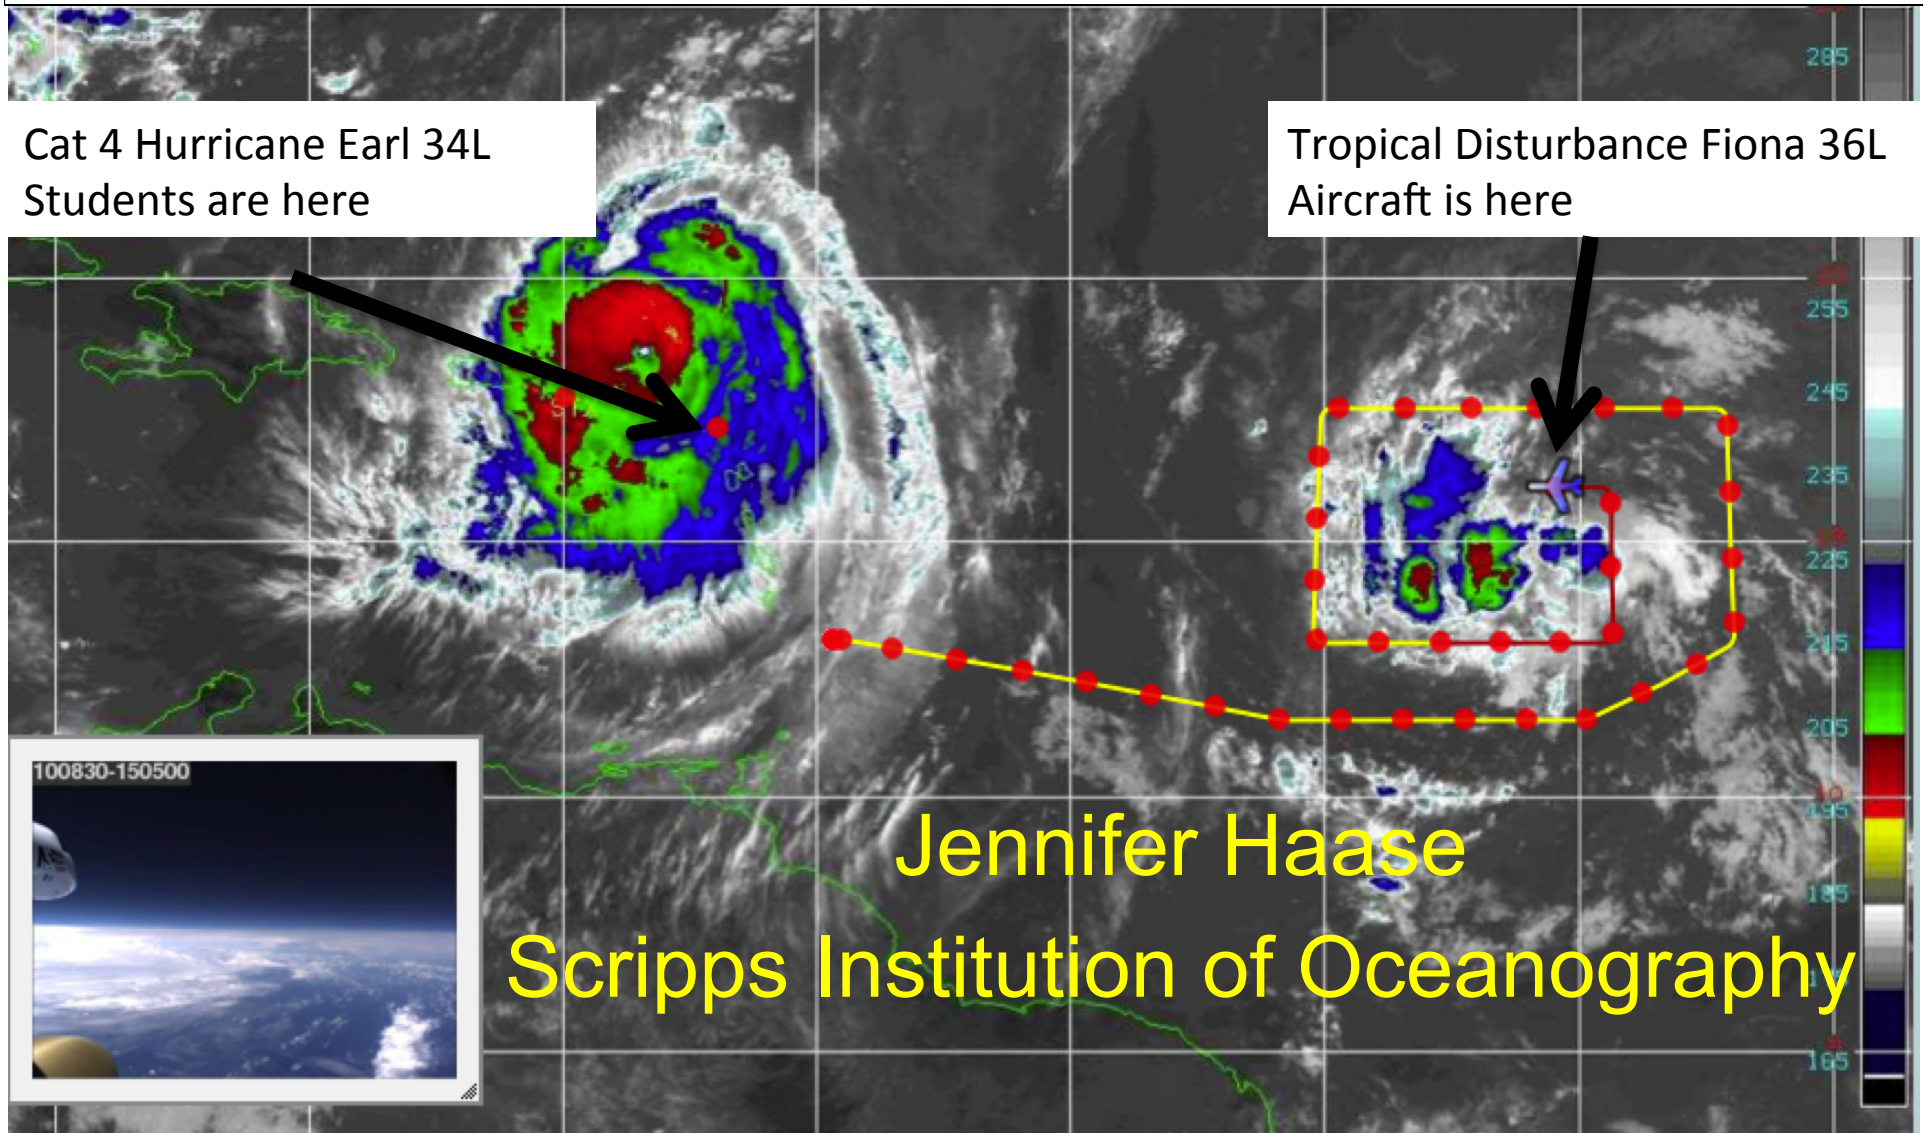 Cat 4 Hurricane Earl 34L
Students are here
Tropical Disturbance Fiona 36L
Aircraft is here
285
255
245
235
225
215
205
195
185
165
100830-150500
Jennifer Haase
Scripps Institution of Oceanography